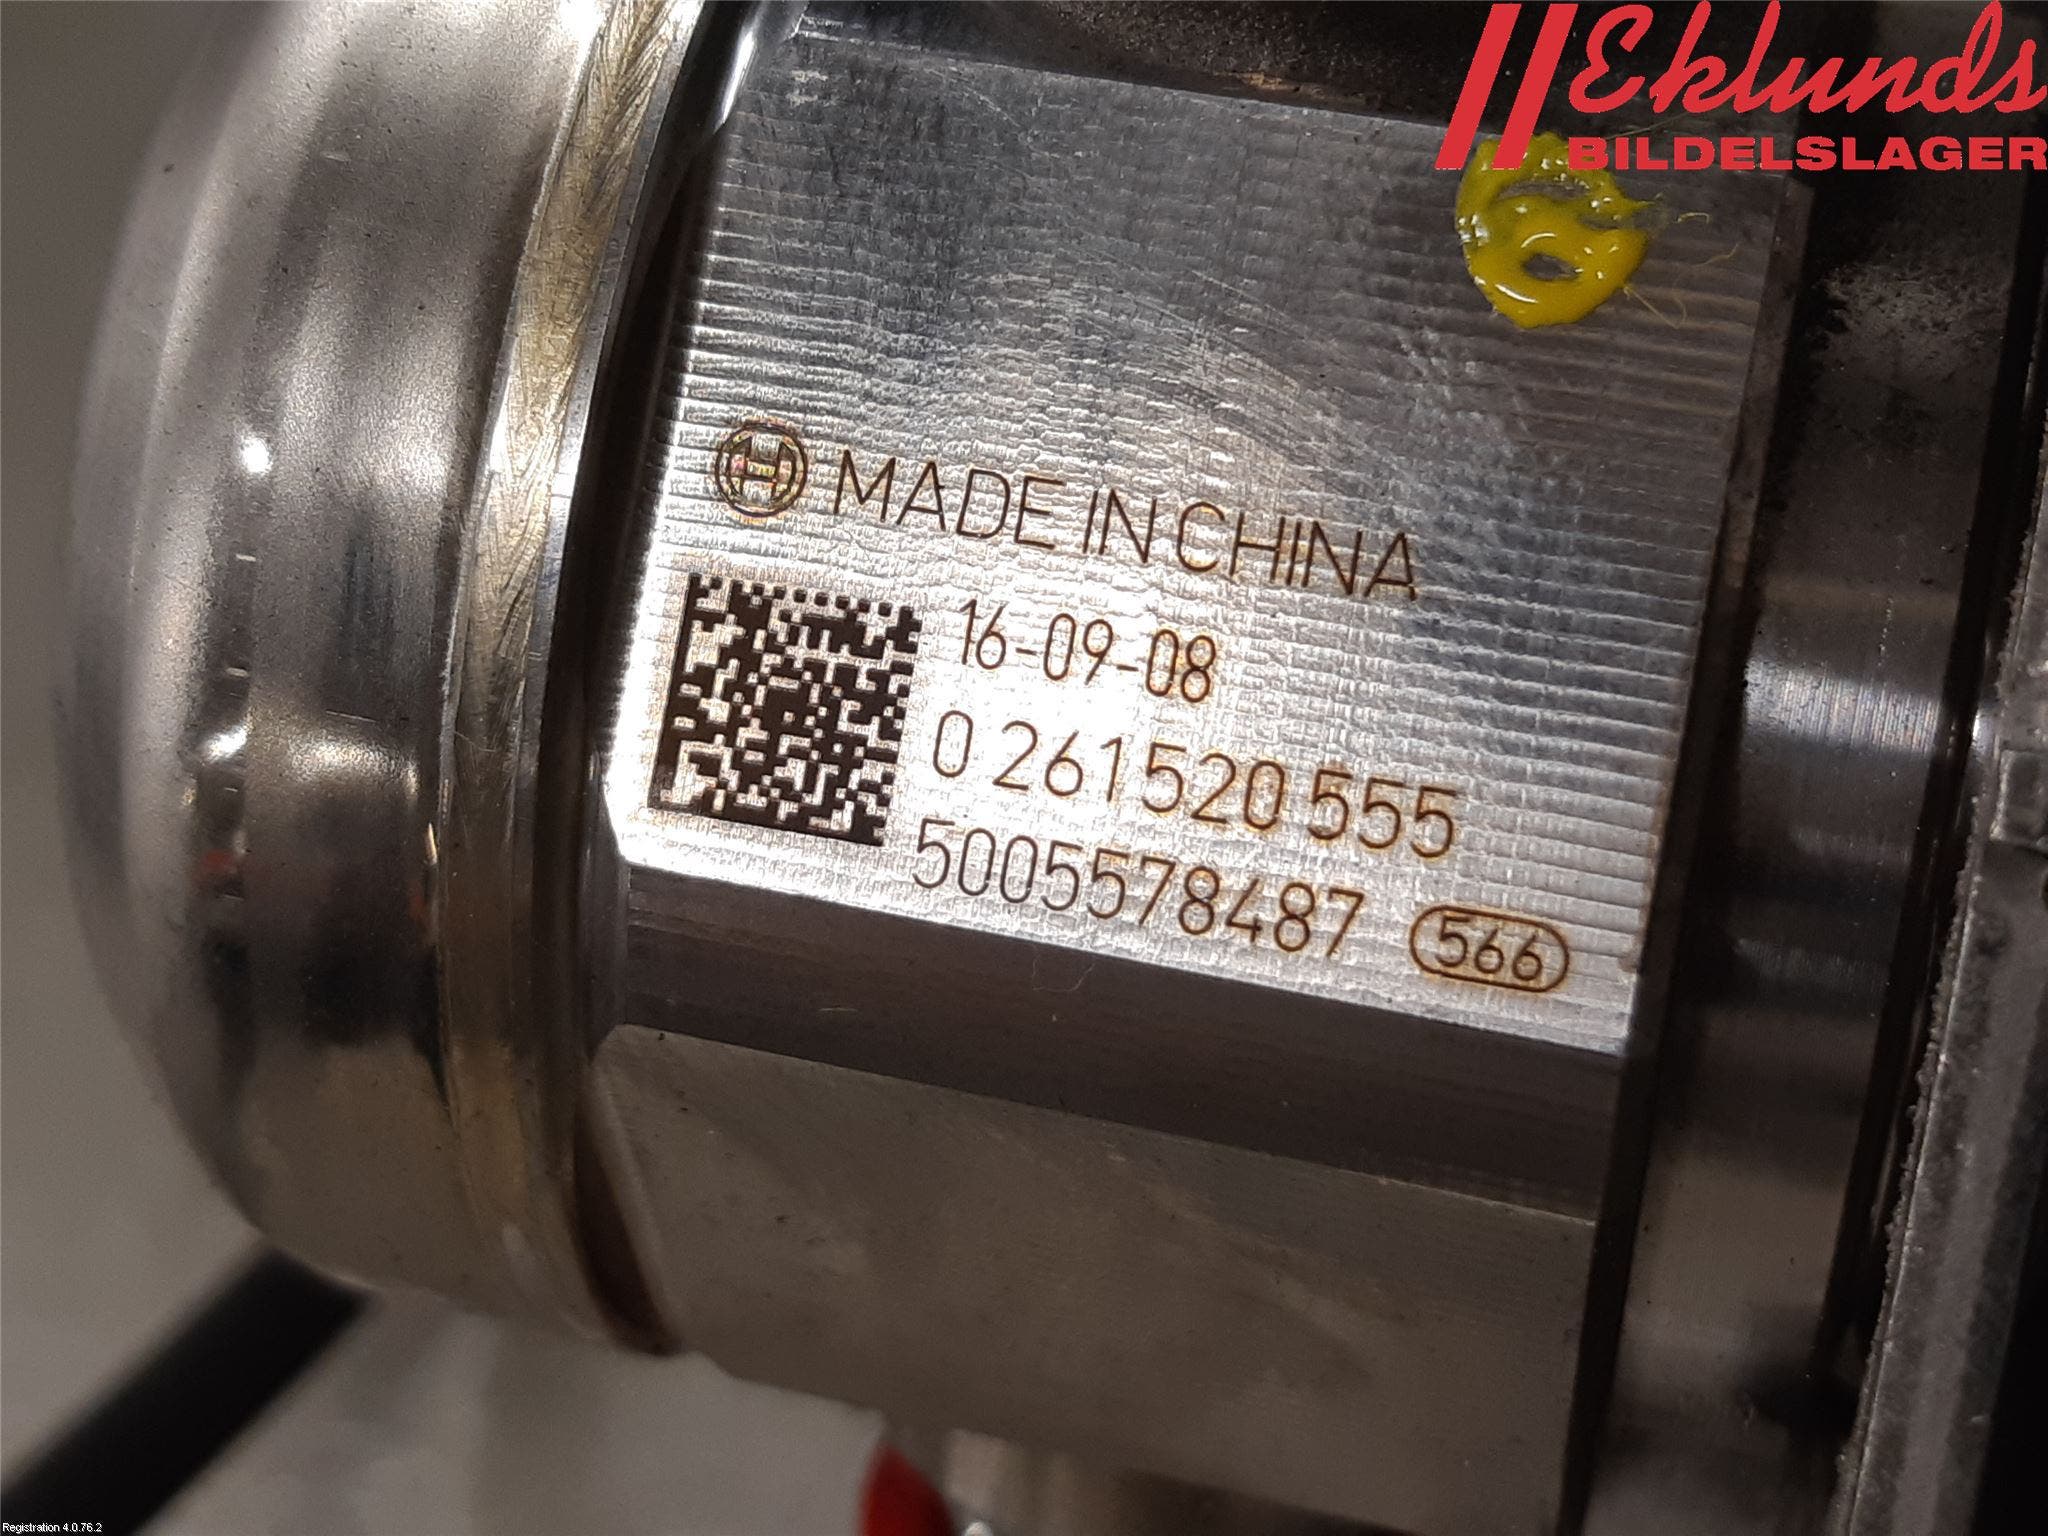 Eklunds
BILDELSLAGER
MADE IN CHINA
16-09-08
0 261 520 555
5005578487 566
Registration 4.0.76.2